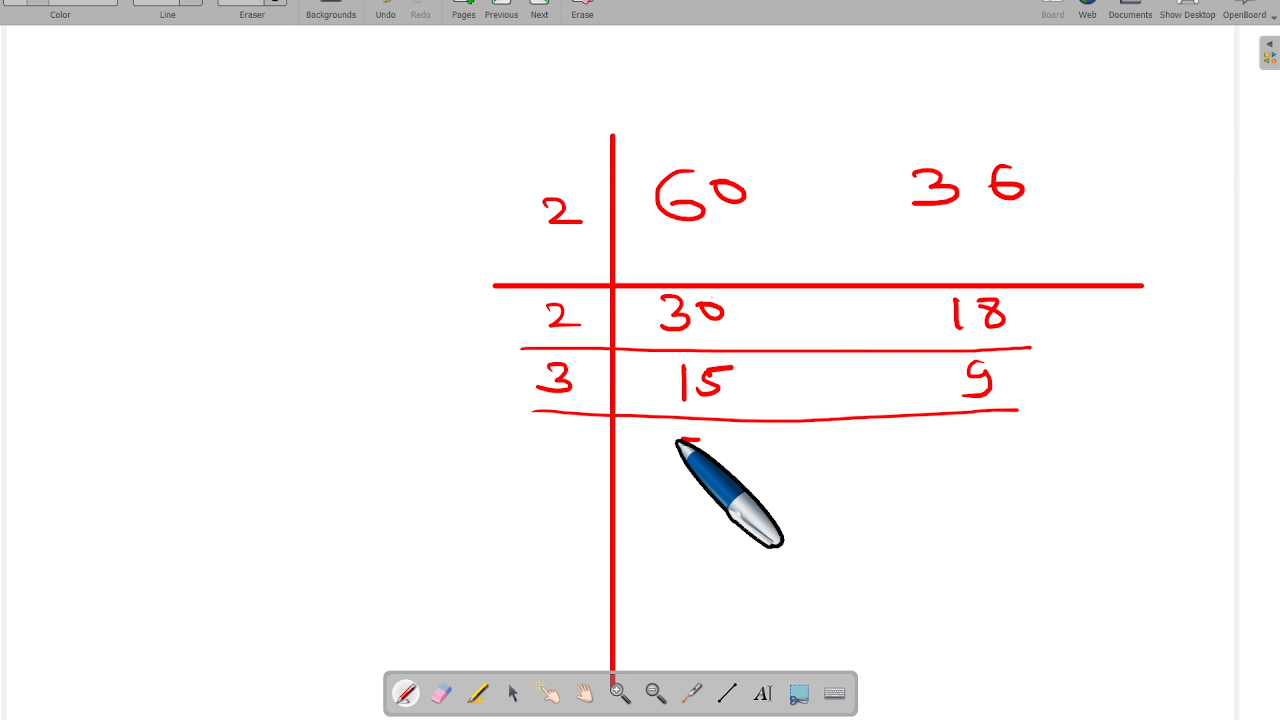 Color Line Eraser Backgrounds Undo Redo Pages Previous Next Erase Board Web Documents Show Desktop OpenBoard
2 60 36
2 30 18
3 15 9